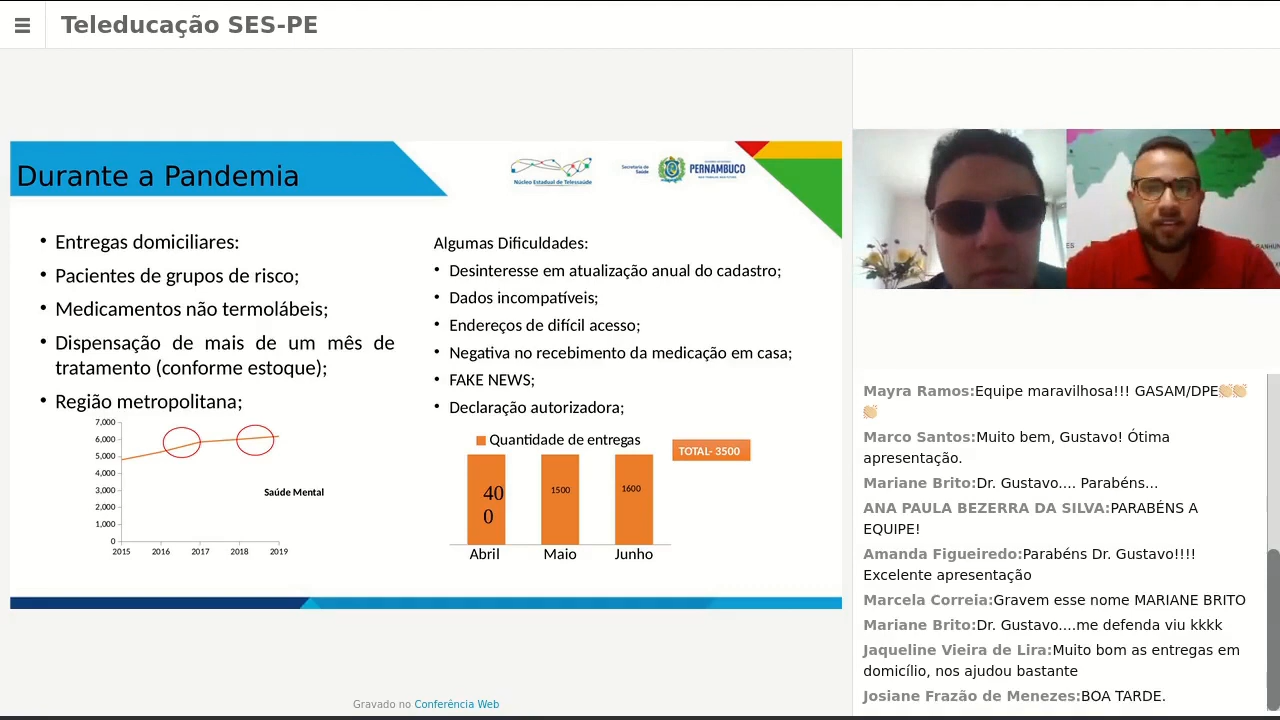 Teleducação SES-PE
Durante a Pandemia
Núcleo Estadual de Telessaúde
Secretaria de
Saúde
PERNAMBUCO
• Entregas domiciliares:
• Pacientes de grupos de risco;
• Medicamentos não termolábeis;
• Dispensação de mais de um mês de
tratamento (conforme estoque);
• Região metropolitana;
7,000
6,000
5,000
4,000
3,000
2,000
1,000
0
2015 2016 2017 2018 2019
Saúde Mental
Algumas Dificuldades:
• Desinteresse em atualização anual do cadastro;
• Dados incompatíveis;
• Endereços de difícil acesso;
• Negativa no recebimento da medicação em casa;
• FAKE NEWS;
• Declaração autorizadora;
Quantidade de entregas
TOTAL- 3500
40
0
1500
1600
Abril Maio Junho
Gravado no Conferência Web
Mayra Ramos:Equipe maravilhosa!!! GASAM/DPE👏👏
👏
Marco Santos:Muito bem, Gustavo! Ótima
apresentação.
Mariane Brito:Dr. Gustavo.... Parabéns...
ANA PAULA BEZERRA DA SILVA:PARABÉNS A
EQUIPE!
Amanda Figueiredo:Parabéns Dr. Gustavo!!!!
Excelente apresentação
Marcela Correia:Gravem esse nome MARIANE BRITO
Mariane Brito:Dr. Gustavo....me defenda viu kkkk
Jaqueline Vieira de Lira:Muito bom as entregas em
domicílio, nos ajudou bastante
Josiane Frazão de Menezes:BOA TARDE.